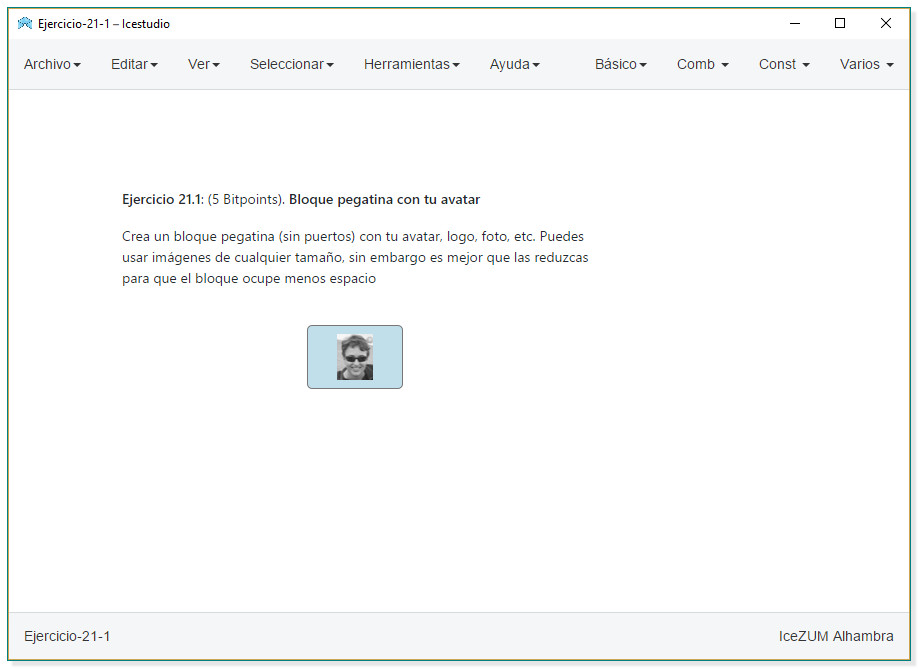 Ejercicio-21-1 – Icestudio
Archivo Editar Ver Seleccionar Herramientas Ayuda Básico Comb Const Varios
Ejercicio 21.1: (5 Bitpoints). Bloque pegatina con tu avatar
Crea un bloque pegatina (sin puertos) con tu avatar, logo, foto, etc. Puedes
usar imágenes de cualquier tamaño, sin embargo es mejor que las reduzcas
para que el bloque ocupe menos espacio
Ejercicio-21-1 IceZUM Alhambra